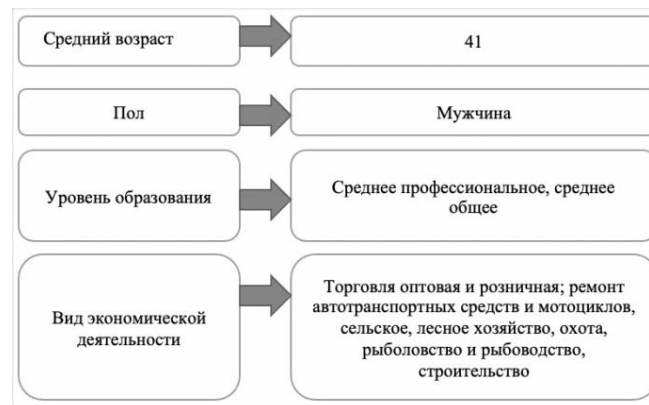 Средний возраст
41
Пол
Мужчина
Уровень образования
Среднее профессиональное, среднее
общее
Вид экономической
деятельности
Торговля оптовая и розничная; ремонт
автотранспортных средств и мотоциклов,
сельское, лесное хозяйство, охота,
рыболовство и рыбоводство,
строительство